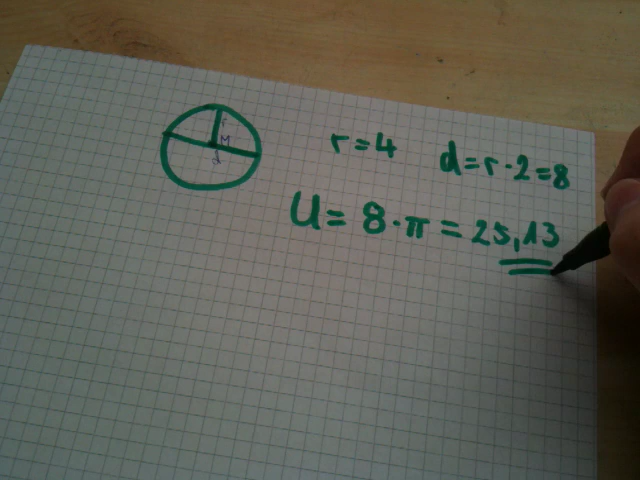 r
M
d
r=4 d=r·2=8
U=8·π=25,13